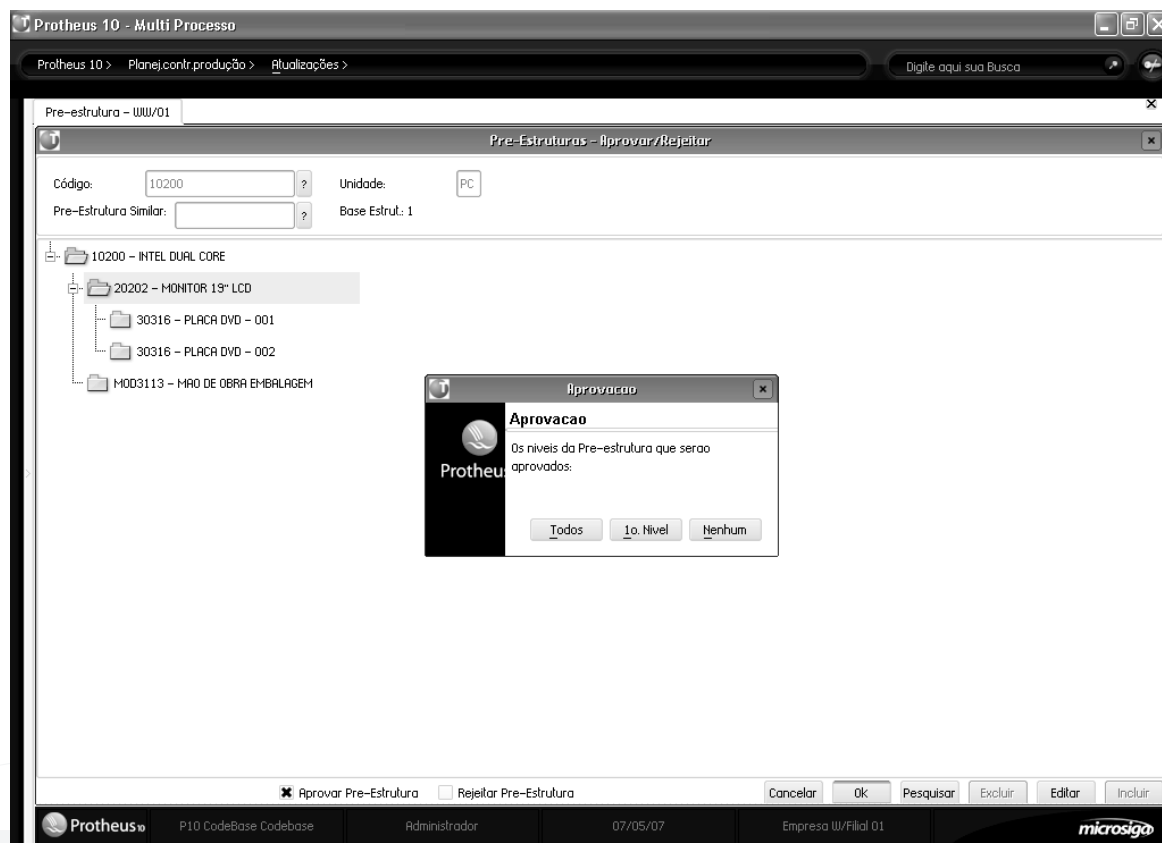 Protheus 10 - Multi Processo
Protheus 10 > Planej.contr.produção > Atualizações >
Digite aqui sua Busca
Pre-estrutura - WW/01
Pre-Estruturas - Aprovar/Rejeitar
Código: 10200 ? Unidade: PC
Pre-Estrutura Similar: ? Base Estrut.: 1
10200 - INTEL DUAL CORE
20202 - MONITOR 19" LCD
30316 - PLACA DVD - 001
30316 - PLACA DVD - 002
MOD3113 - MAO DE OBRA EMBALAGEM
Aprovacao
Aprovacao
Os niveis da Pre-estrutura que serao
aprovados:
Protheus
Todos 1o. Nivel Nenhum
Aprovar Pre-Estrutura Rejeitar Pre-Estrutura Cancelar Ok Pesquisar Excluir Editar Incluir
Protheus10 P10 CodeBase Codebase Administrador 07/05/07 Empresa W/Filial 01 microsiga